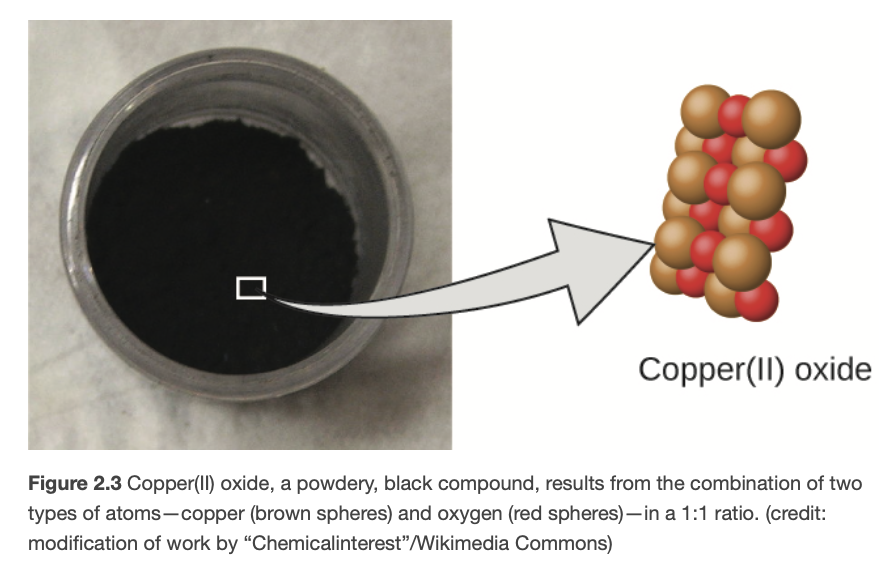 Copper(II) oxide
Figure 2.3 Copper(II) oxide, a powdery, black compound, results from the combination of two
types of atoms—copper (brown spheres) and oxygen (red spheres)—in a 1:1 ratio. (credit:
modification of work by “Chemicalinterest”/Wikimedia Commons)